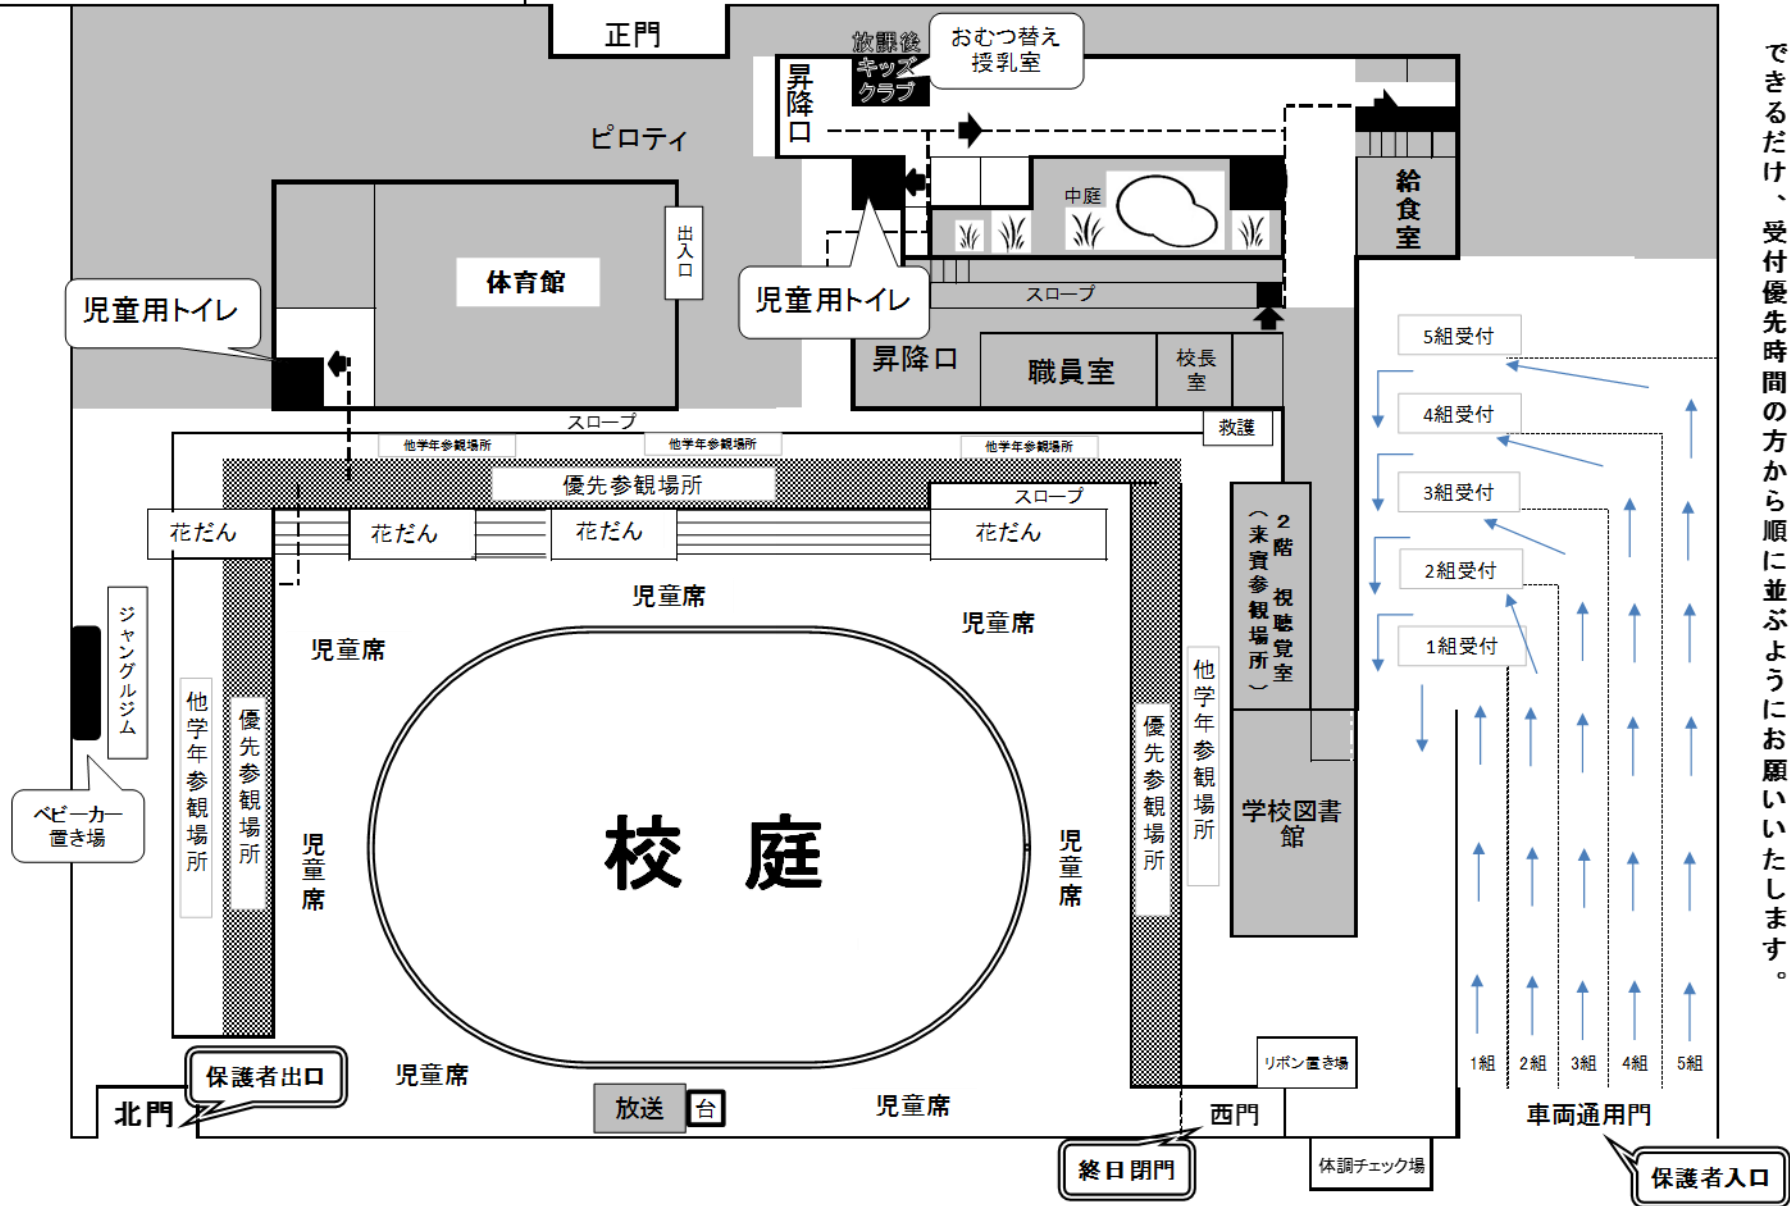 正門
放課後
キッズ
クラブ
おむつ替え
授乳室
昇降口
ピロティ
中庭
給食室
出入口
体育館
児童用トイレ
児童用トイレ
スロープ
昇降口
職員室
校長
室
救護
スロープ
他学年参観場所
他学年参観場所
他学年参観場所
優先参観場所
スロープ
花だん
花だん
花だん
花だん
児童席
児童席
児童席
ジャングルジム
ベビーカー
置き場
他学年参観場所
優先参観場所
児童席
校 庭
児童席
優先参観場所
他学年参観場所
2階 視聴覚室
(来賓参観場所)
学校図書
館
5組受付
4組受付
3組受付
2組受付
1組受付
できるだけ、受付優先時間の方から順に並ぶようにお願いいたします。
1組
2組
3組
4組
5組
リボン置き場
保護者出口
北門
児童席
放送
台
児童席
西門
終日閉門
体調チェック場
車両通用門
保護者入口